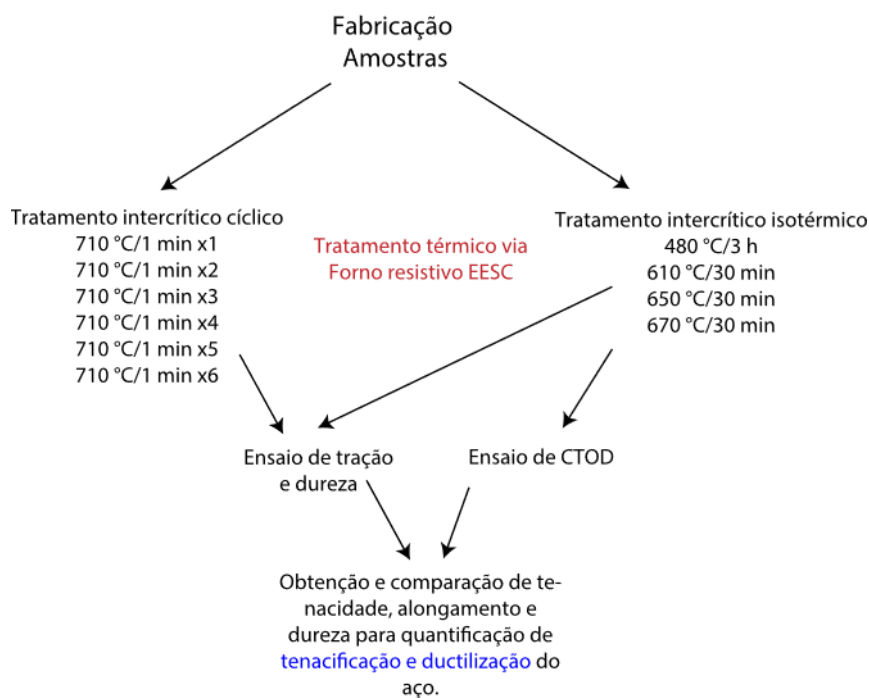 Fabricação
Amostras
Tratamento intercrítico cíclico
710 °C/1 min x1
710 °C/1 min x2
710 °C/1 min x3
710 °C/1 min x4
710 °C/1 min x5
710 °C/1 min x6
Tratamento térmico via
Forno resistivo EESC
Tratamento intercrítico isotérmico
480 °C/3 h
610 °C/30 min
650 °C/30 min
670 °C/30 min
Ensaio de tração
e dureza
Ensaio de CTOD
Obtenção e comparação de te-
nacidade, alongamento e
dureza para quantificação de
tenacificação e ductilização do
aço.